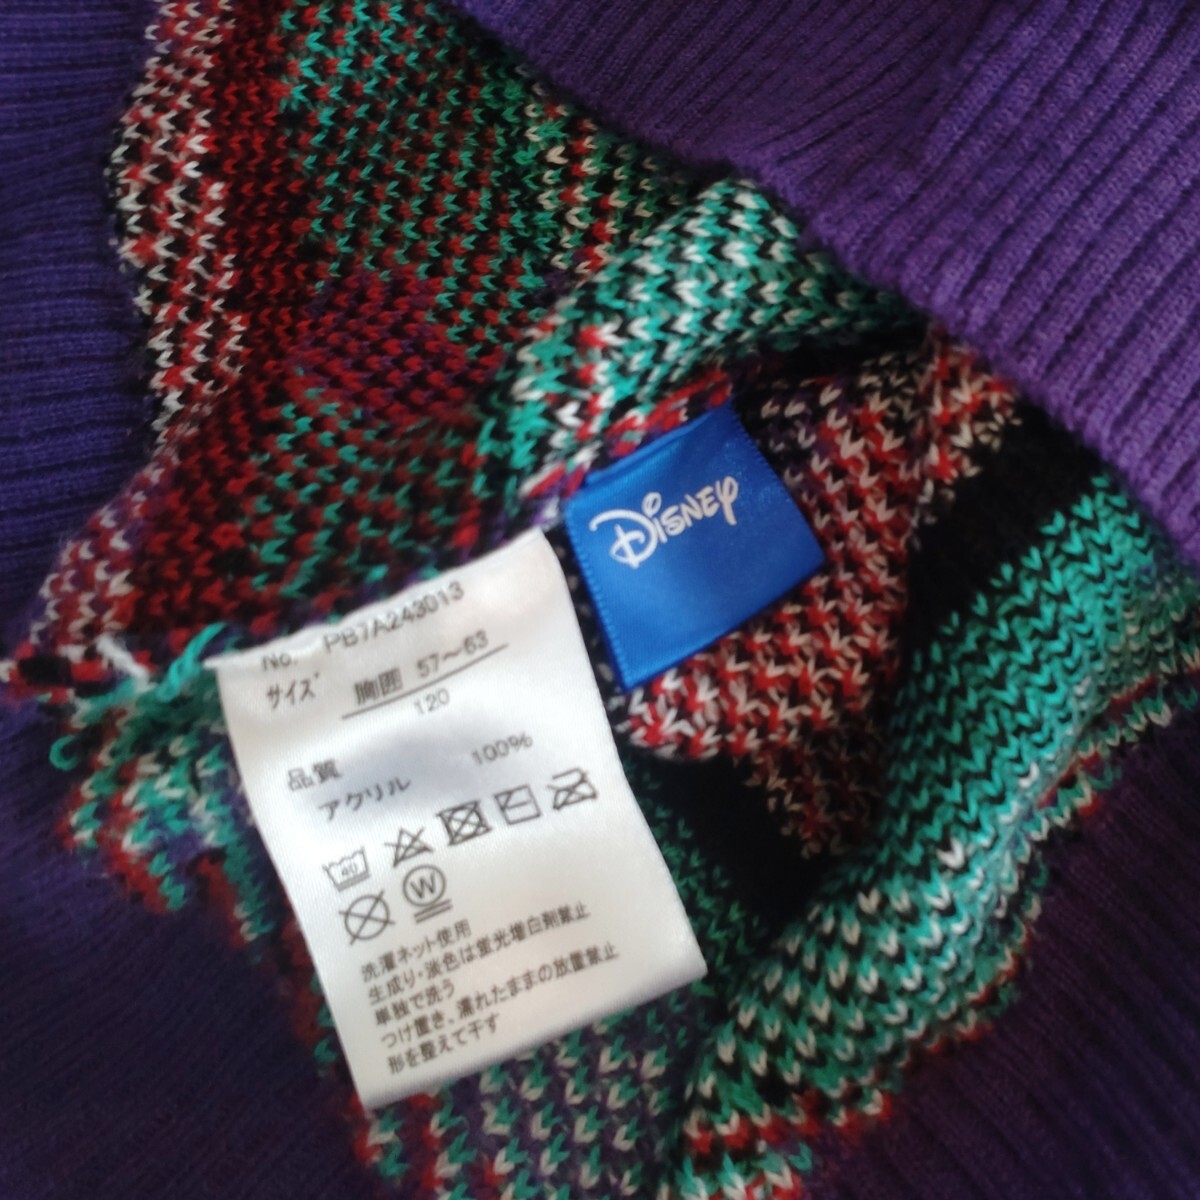 DISNEY
No. PB7A243013
サイズ 胸囲 57～63
120
品質
アクリル 100%
40
W
洗濯ネット使用
生成り・淡色は蛍光増白剤禁止
単独で洗う
つけ置き、濡れたままの放置禁止
形を整えて干す